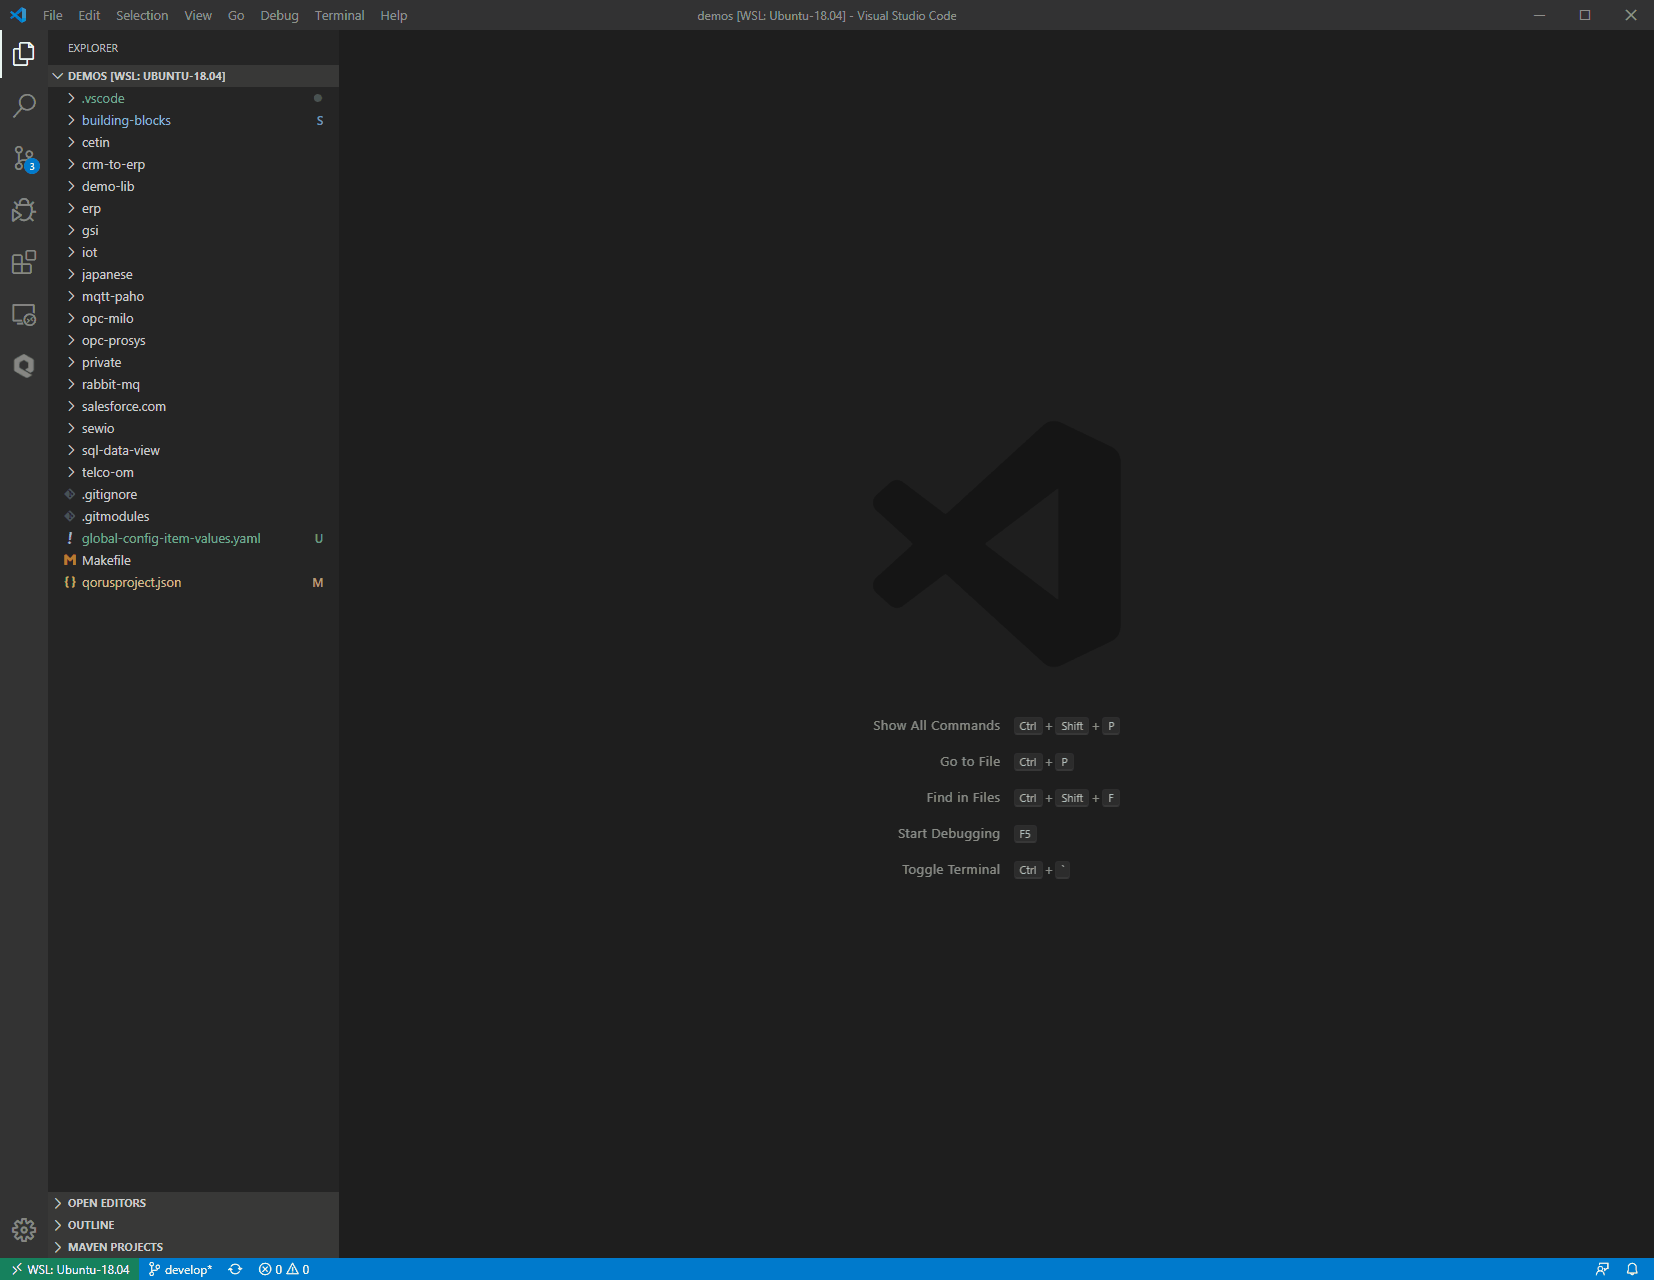 File Edit Selection View Go Debug Terminal Help
demos [WSL: Ubuntu-18.04] - Visual Studio Code
EXPLORER
DEMOS [WSL: UBUNTU-18.04]
.vscode
building-blocks S
cetin
crm-to-erp
demo-lib
erp
gsi
iot
japanese
mqtt-paho
opc-milo
opc-prosys
private
rabbit-mq
salesforce.com
sewio
sql-data-view
telco-om
.gitignore
.gitmodules
! global-config-item-values.yaml U
M Makefile
{} qorusproject.json M
3
Show All Commands Ctrl + Shift + P
Go to File Ctrl + P
Find in Files Ctrl + Shift + F
Start Debugging F5
Toggle Terminal Ctrl + `
OPEN EDITORS
OUTLINE
MAVEN PROJECTS
WSL: Ubuntu-18.04 develop* 0 0